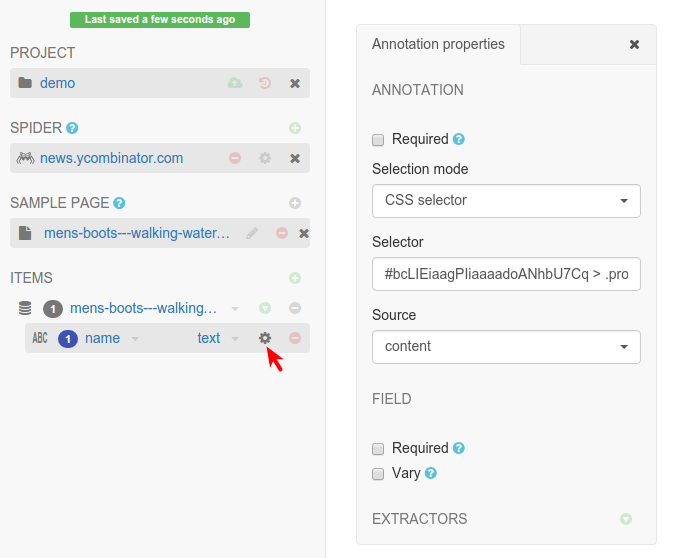 Last saved a few seconds ago
PROJECT
demo
SPIDER ?
news.ycombinator.com
SAMPLE PAGE ?
mens-boots---walking-water...
ITEMS
1 mens-boots---walking....
ABC 1 name text
Annotation properties
ANNOTATION
Required ?
Selection mode
CSS selector
Selector
#bcLIEiaagPliaaaadoANhbU7Cq > .pro
Source
content
FIELD
Required ?
Vary ?
EXTRACTORS